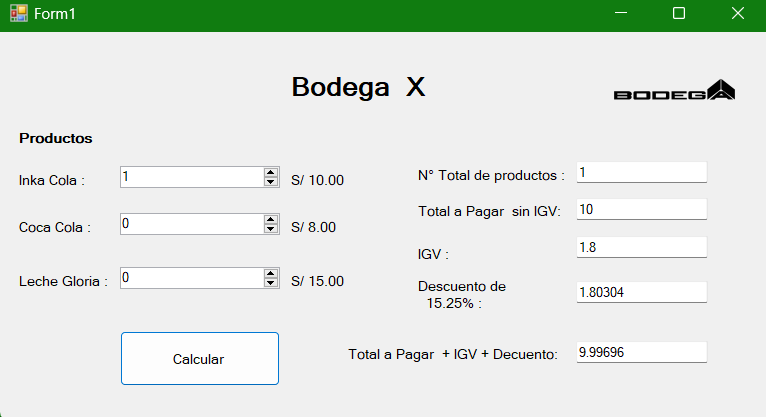 Form1
Bodega X
BODEGA
Productos
Inka Cola : 1 S/ 10.00
Coca Cola : 0 S/ 8.00
Leche Gloria : 0 S/ 15.00
Calcular
N° Total de productos : 1
Total a Pagar sin IGV: 10
IGV : 1.8
Descuento de
15.25% : 1.80304
Total a Pagar + IGV + Decuento: 9.99696